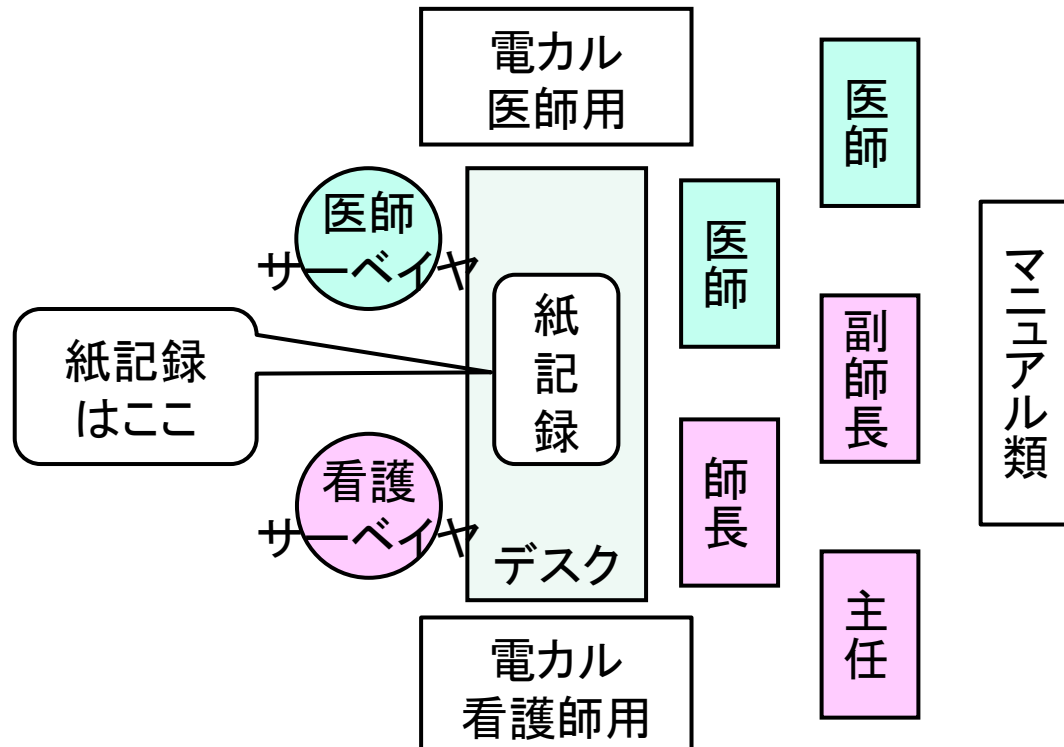 電カル
医師用
医師
医師
サーベイヤ
医師
紙記録
紙記録
はここ
副師長
マニュアル類
看護
サーベイヤ
師長
デスク
主任
電カル
看護師用